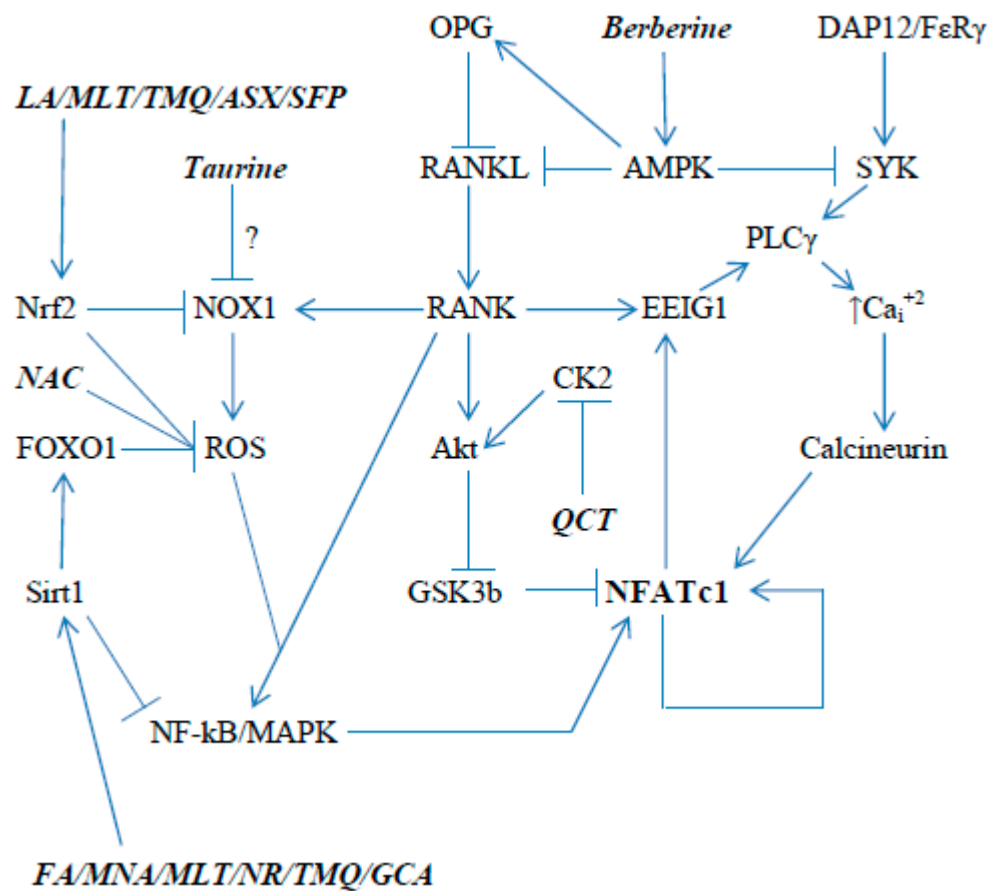 OPG
Berberine
DAP12/FεRγ
LA/MLT/TMQ/ASX/SFP
Taurine
RANKL
AMPK
SYK
?
PLCγ
Nrf2
NOX1
RANK
EEIG1
↑Caᵢ⁺²
NAC
CK2
FOXO1
ROS
Akt
Calcineurin
QCT
Sirt1
GSK3b
NFATc1
NF-kB/MAPK
FA/MNA/MLT/NR/TMQ/GCA